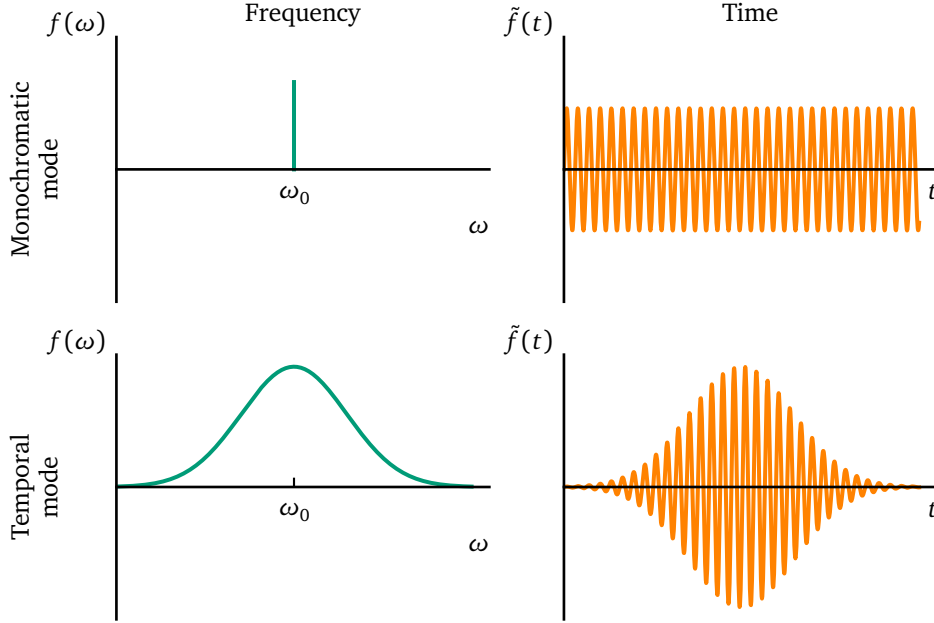 Frequency
Time
f(ω)
f̃(t)
Monochromatic
mode
ω₀
ω
t
f(ω)
f̃(t)
Temporal
mode
ω₀
ω
t